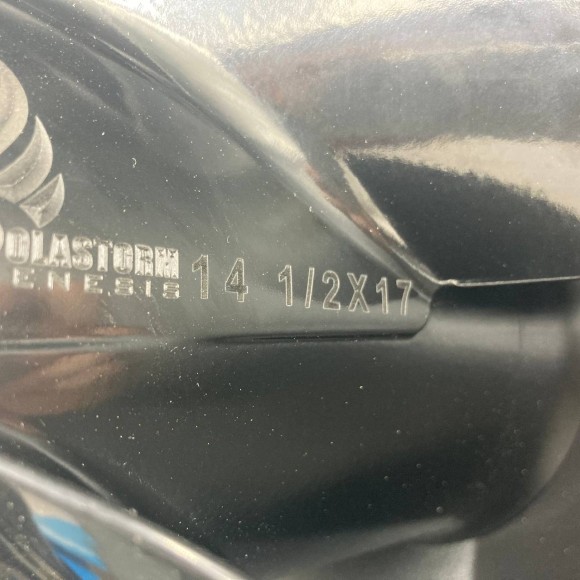 POLASTORM
ENESIS
14 1/2X17